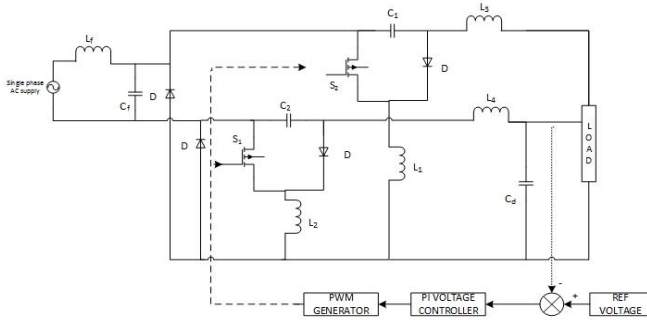 C1
L3
Lf
D
S2
Single phase
AC supply
Cf
D
C2
L4
S1
D
D
L1
LOAD
Cd
L2
-
+
PWM
GENERATOR
PI VOLTAGE
CONTROLLER
REF
VOLTAGE